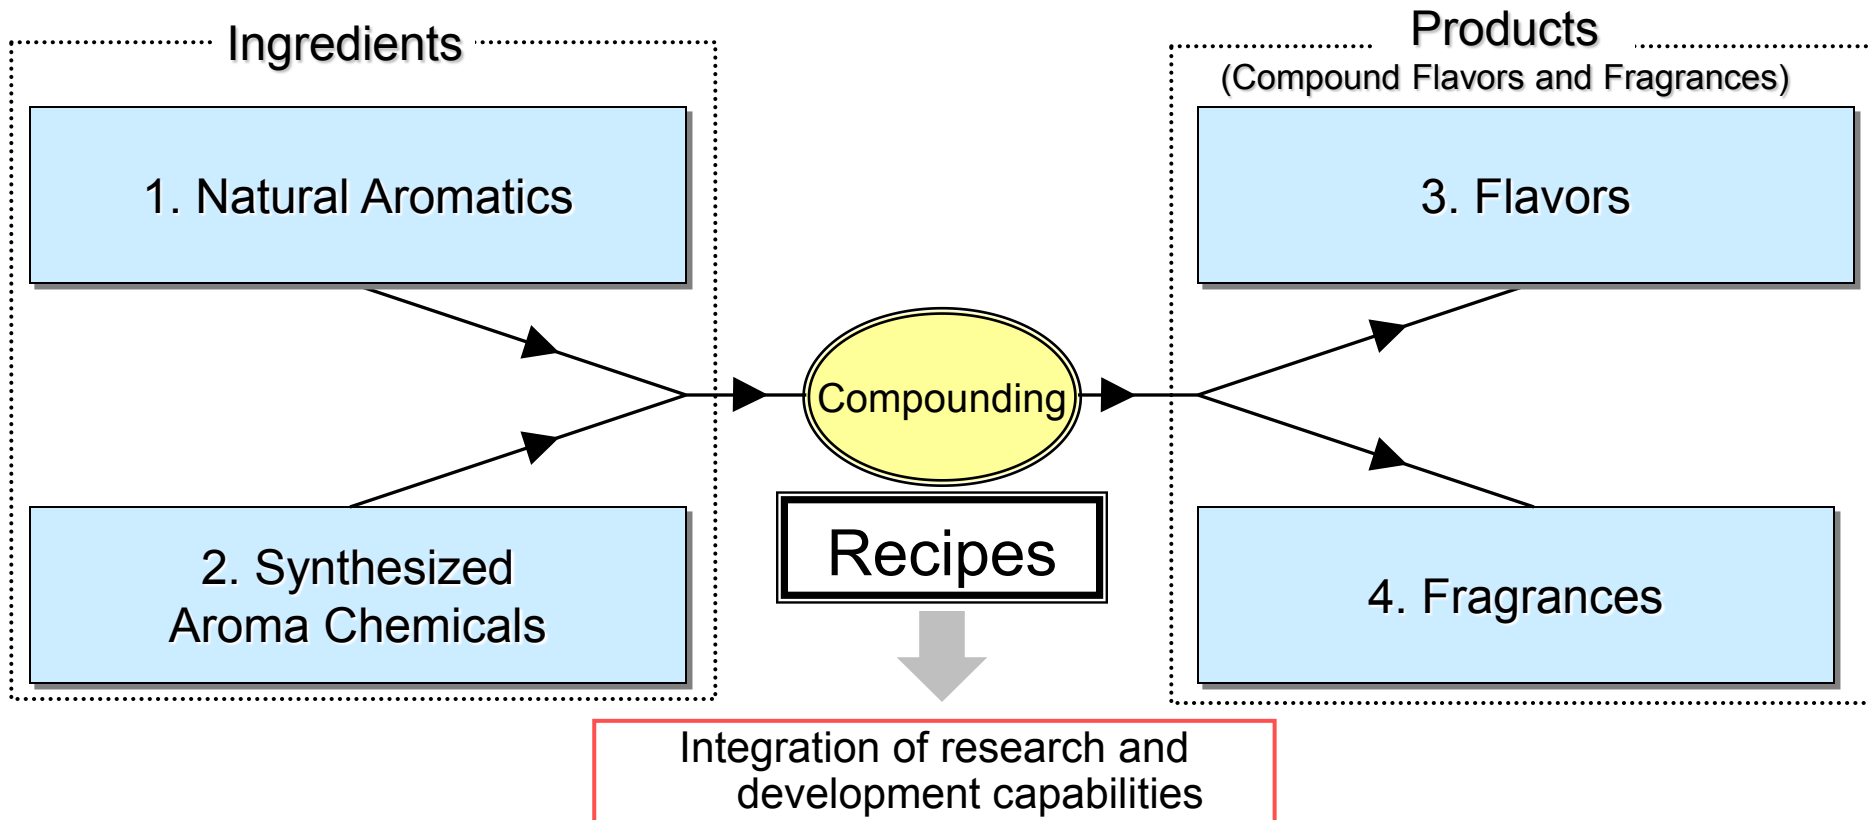 Ingredients
Products
(Compound Flavors and Fragrances)
1. Natural Aromatics
3. Flavors
Compounding
Recipes
2. Synthesized
Aroma Chemicals
4. Fragrances
Integration of research and
development capabilities